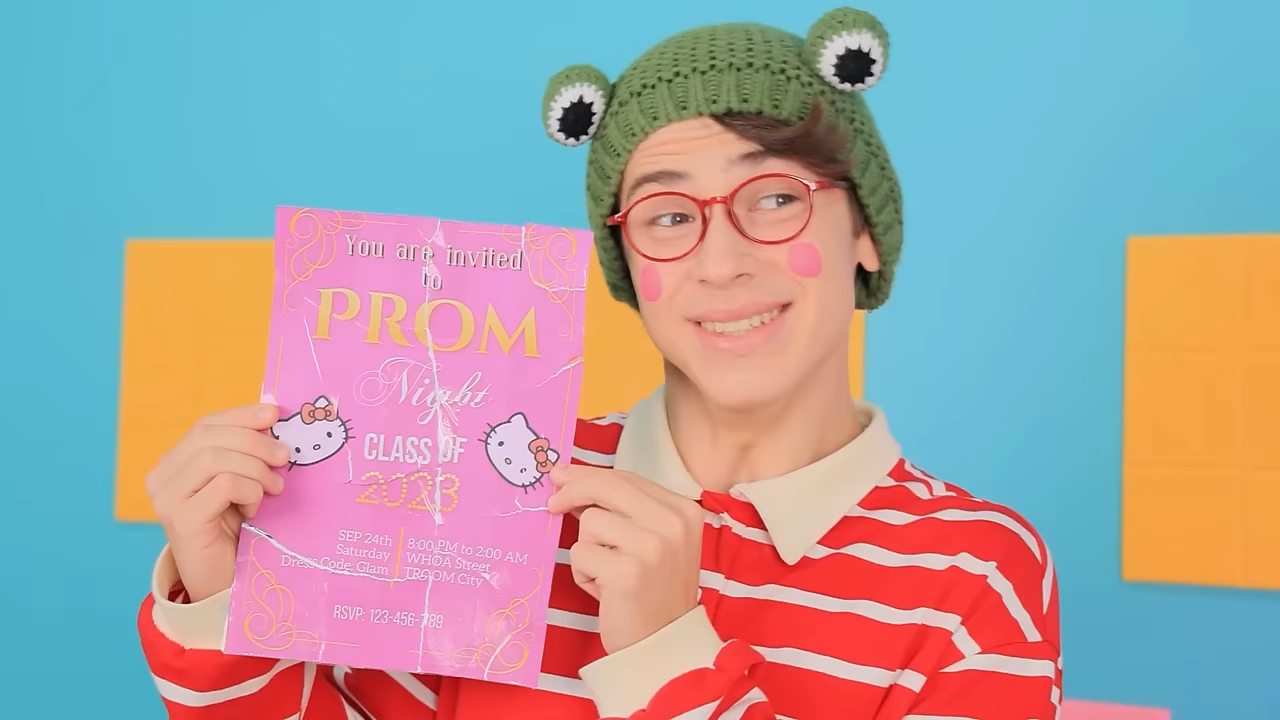 You are invited
to
PROM
Night
CLASS OF
2023
SEP 24th
Saturday
Dress Code: Glam
8:00 PM to 2:00 AM
WHOA Street
TROOM City
RSVP: 123-456-789